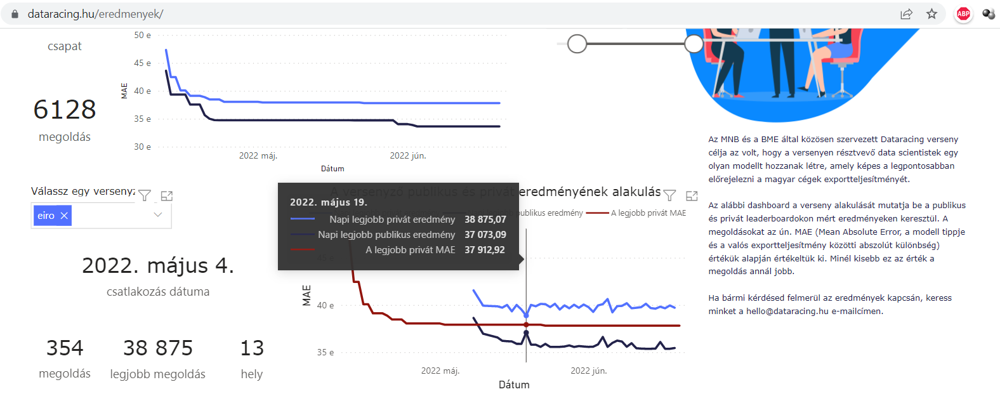 dataracing.hu/eredmenyek/
ABP
csapat
6128
megoldás
50 e
45 e
40 e
35 e
30 e
MAE
2022 máj.
2022 jún.
Dátum
Válassz egy versenyz
eiro
2022. május 4.
csatlakozás dátuma
354
megoldás
38 875
legjobb megoldás
13
hely
A versenyző publikus és privát eredményének alakulás
publikus eredmény
A legjobb privát MAE
2022. május 19.
Napi legjobb privát eredmény 38 875,07
Napi legjobb publikus eredmény 37 073,09
A legjobb privát MAE 37 912,92
45 e
40 e
35 e
MAE
2022 máj.
2022 jún.
Dátum
Az MNB és a BME által közösen szervezett Dataracing verseny
célja az volt, hogy a versenyen résztvevő data scientistek egy
olyan modellt hozzanak létre, amely képes a legpontosabban
előrejelezni a magyar cégek exportteljesítményét.
Az alábbi dashboard a verseny alakulását mutatja be a publikus
és privát leaderboardokon mért eredményeken keresztül. A
megoldásokat az ún. MAE (Mean Absolute Error, a modell tippje
és a valós exportteljesítmény közötti abszolút különbség)
értékük alapján értékeltük ki. Minél kisebb ez az érték a
megoldás annál jobb.
Ha bármi kérdésed felmerül az eredmények kapcsán, keress
minket a hello@dataracing.hu e-mailcímen.